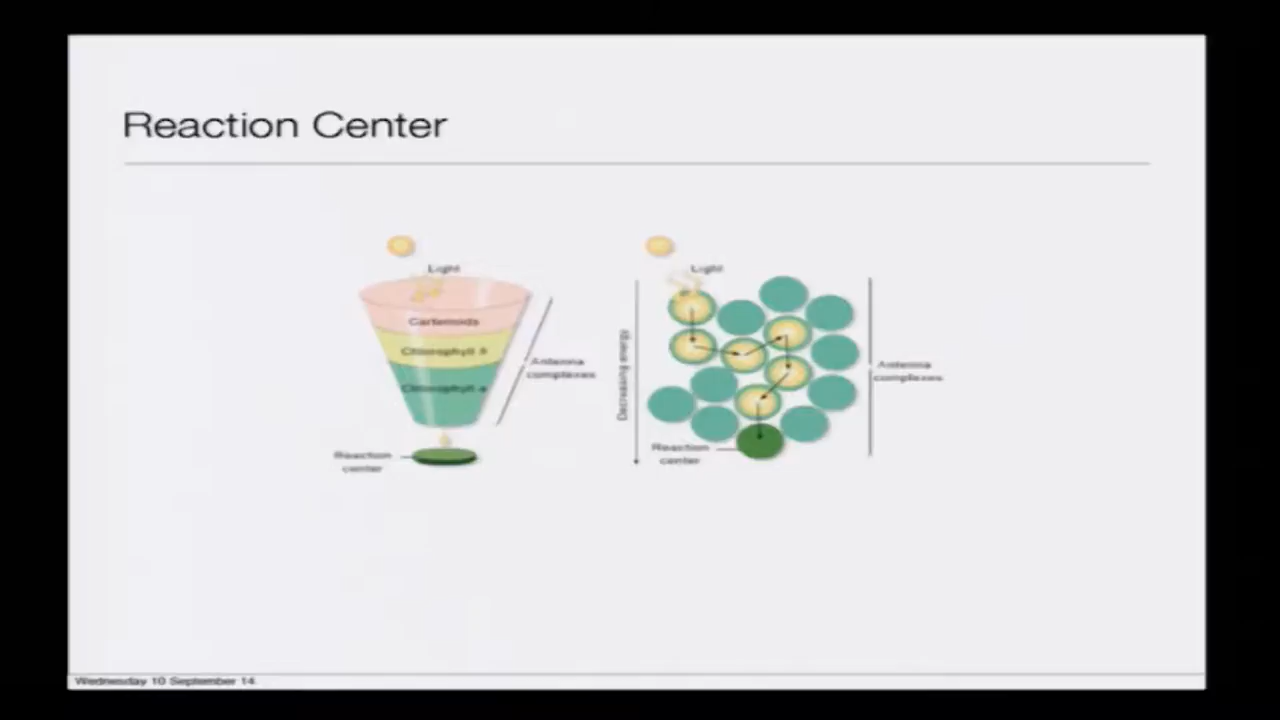 Reaction Center
Light
Carteniods
Chlorophyll b
Chlorophyll a
Antenna
complexes
Reaction
center
Light
Decreasing energy
Antenna
complexes
Reaction
center
Wednesday 10 September 14